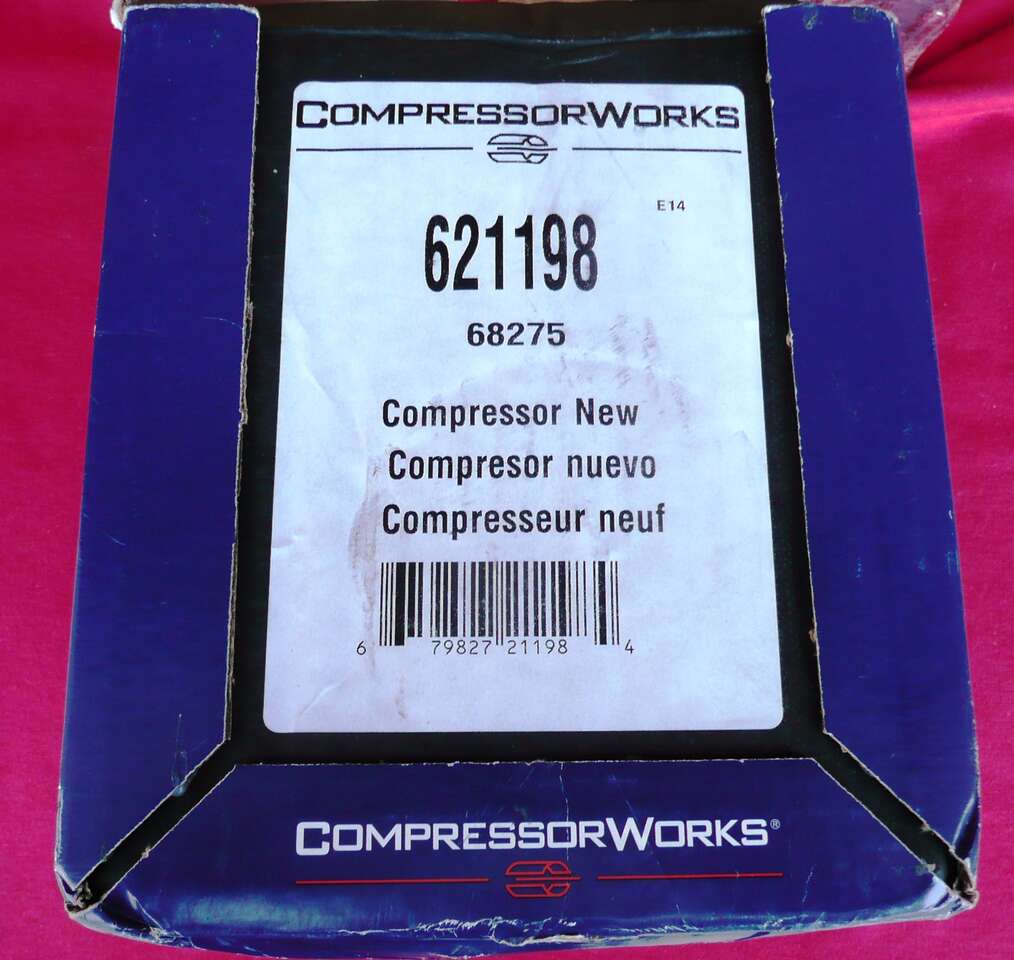 COMPRESSORWORKS
E14
621198
68275
Compressor New
Compresor nuevo
Compresseur neuf
6 79827 21198 4
COMPRESSORWORKS®